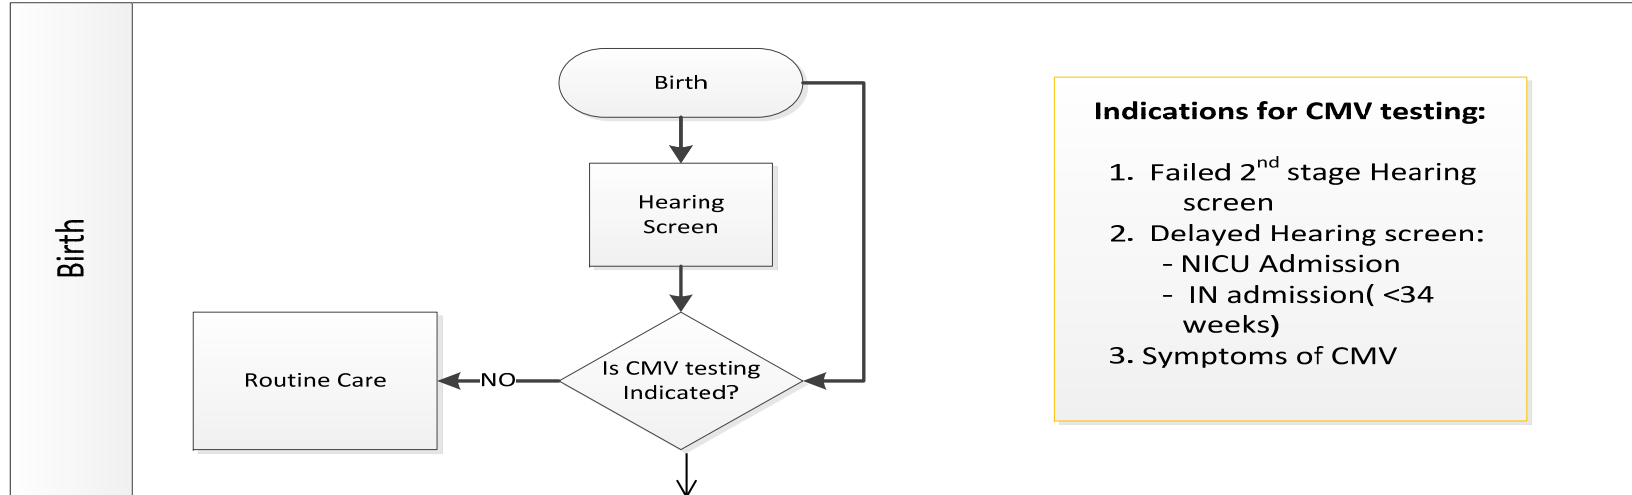 Birth
Birth
Hearing
Screen
Is CMV testing
Indicated?
NO
Routine Care
Indications for CMV testing:
1. Failed 2nd stage Hearing
screen
2. Delayed Hearing screen:
- NICU Admission
- IN admission( <34
weeks)
3. Symptoms of CMV